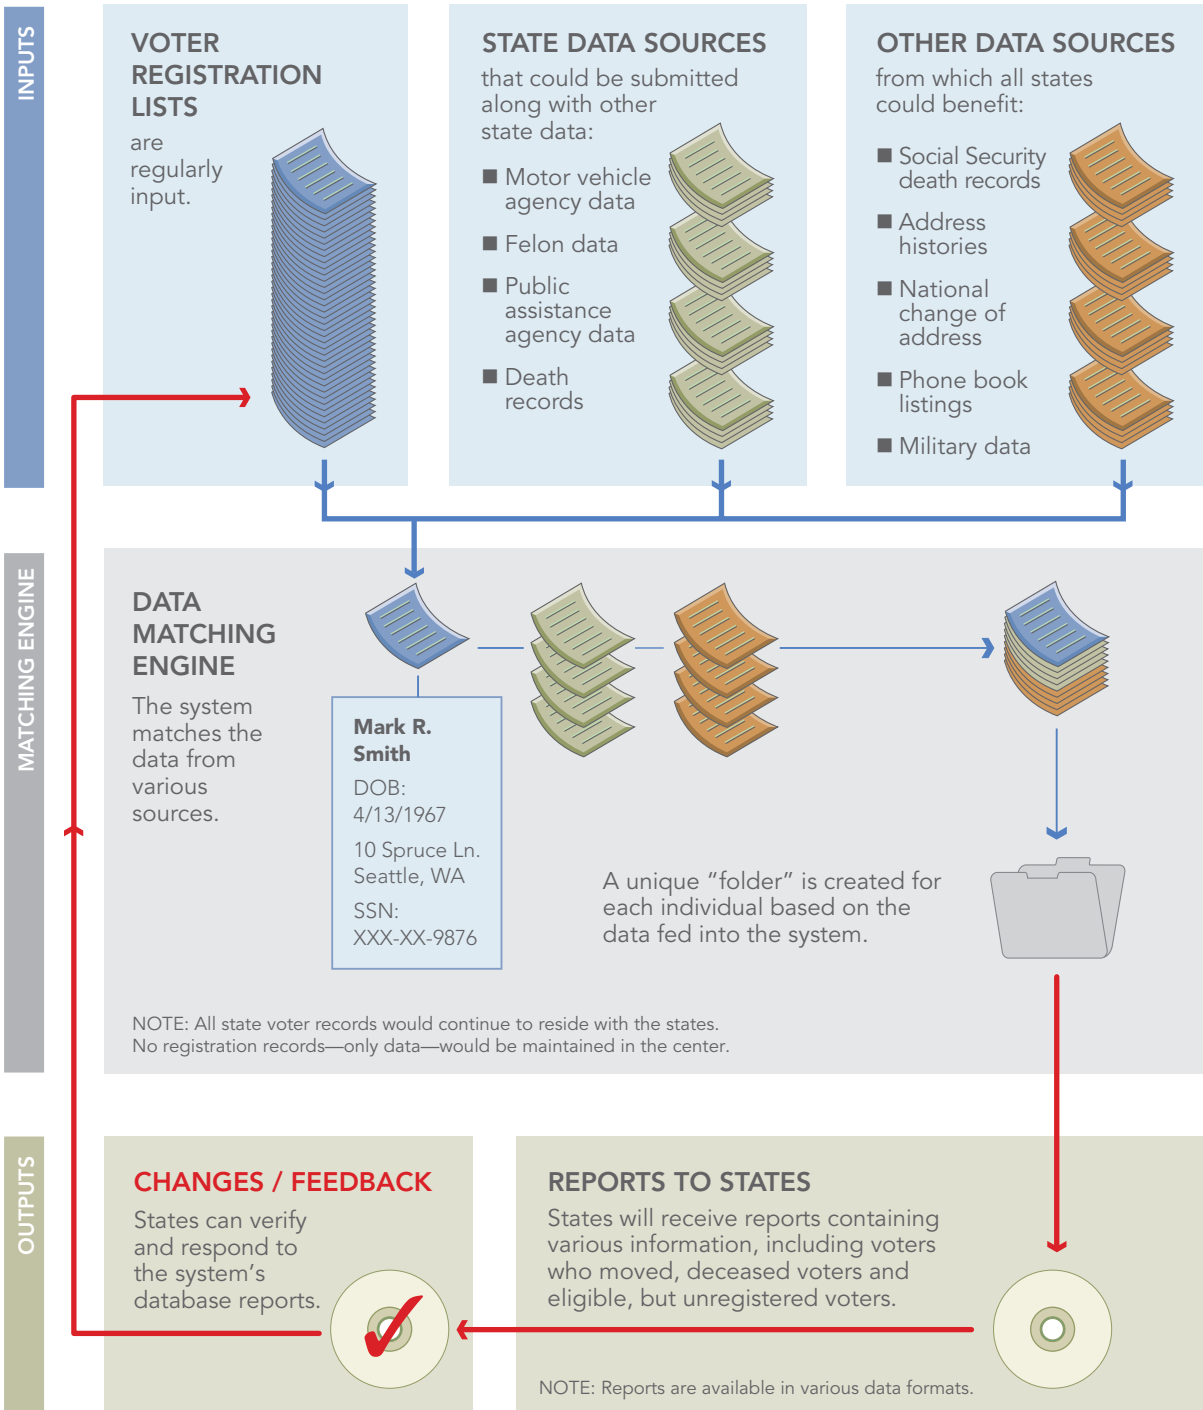 INPUTS
VOTER
REGISTRATION
LISTS
are
regularly
input.
STATE DATA SOURCES
that could be submitted
along with other
state data:
■ Motor vehicle
agency data
■ Felon data
■ Public
assistance
agency data
■ Death
records
OTHER DATA SOURCES
from which all states
could benefit:
■ Social Security
death records
■ Address
histories
■ National
change of
address
■ Phone book
listings
■ Military data
MATCHING ENGINE
DATA
MATCHING
ENGINE
The system
matches the
data from
various
sources.
Mark R.
Smith
DOB:
4/13/1967
10 Spruce Ln.
Seattle, WA
SSN:
XXX-XX-9876
A unique “folder” is created for
each individual based on the
data fed into the system.
NOTE: All state voter records would continue to reside with the states.
No registration records—only data—would be maintained in the center.
OUTPUTS
CHANGES / FEEDBACK
States can verify
and respond to
the system’s
database reports.
REPORTS TO STATES
States will receive reports containing
various information, including voters
who moved, deceased voters and
eligible, but unregistered voters.
NOTE: Reports are available in various data formats.